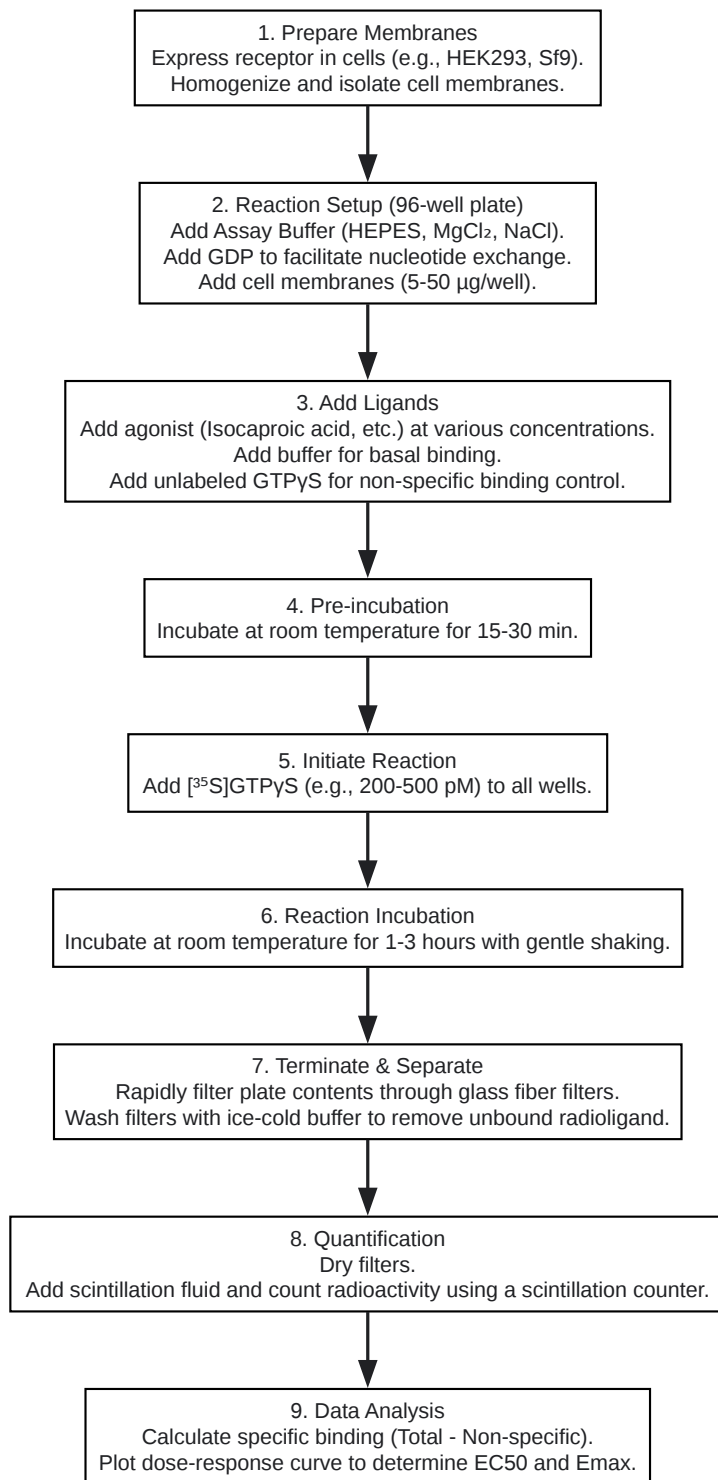 1. Prepare Membranes
Express receptor in cells (e.g., HEK293, Sf9).
Homogenize and isolate cell membranes.
2. Reaction Setup (96-well plate)
Add Assay Buffer (HEPES, MgCl₂, NaCl).
Add GDP to facilitate nucleotide exchange.
Add cell membranes (5-50 µg/well).
3. Add Ligands
Add agonist (Isocaproic acid, etc.) at various concentrations.
Add buffer for basal binding.
Add unlabeled GTPγS for non-specific binding control.
4. Pre-incubation
Incubate at room temperature for 15-30 min.
5. Initiate Reaction
Add [³⁵S]GTPγS (e.g., 200-500 pM) to all wells.
6. Reaction Incubation
Incubate at room temperature for 1-3 hours with gentle shaking.
7. Terminate & Separate
Rapidly filter plate contents through glass fiber filters.
Wash filters with ice-cold buffer to remove unbound radioligand.
8. Quantification
Dry filters.
Add scintillation fluid and count radioactivity using a scintillation counter.
9. Data Analysis
Calculate specific binding (Total - Non-specific).
Plot dose-response curve to determine EC50 and Emax.